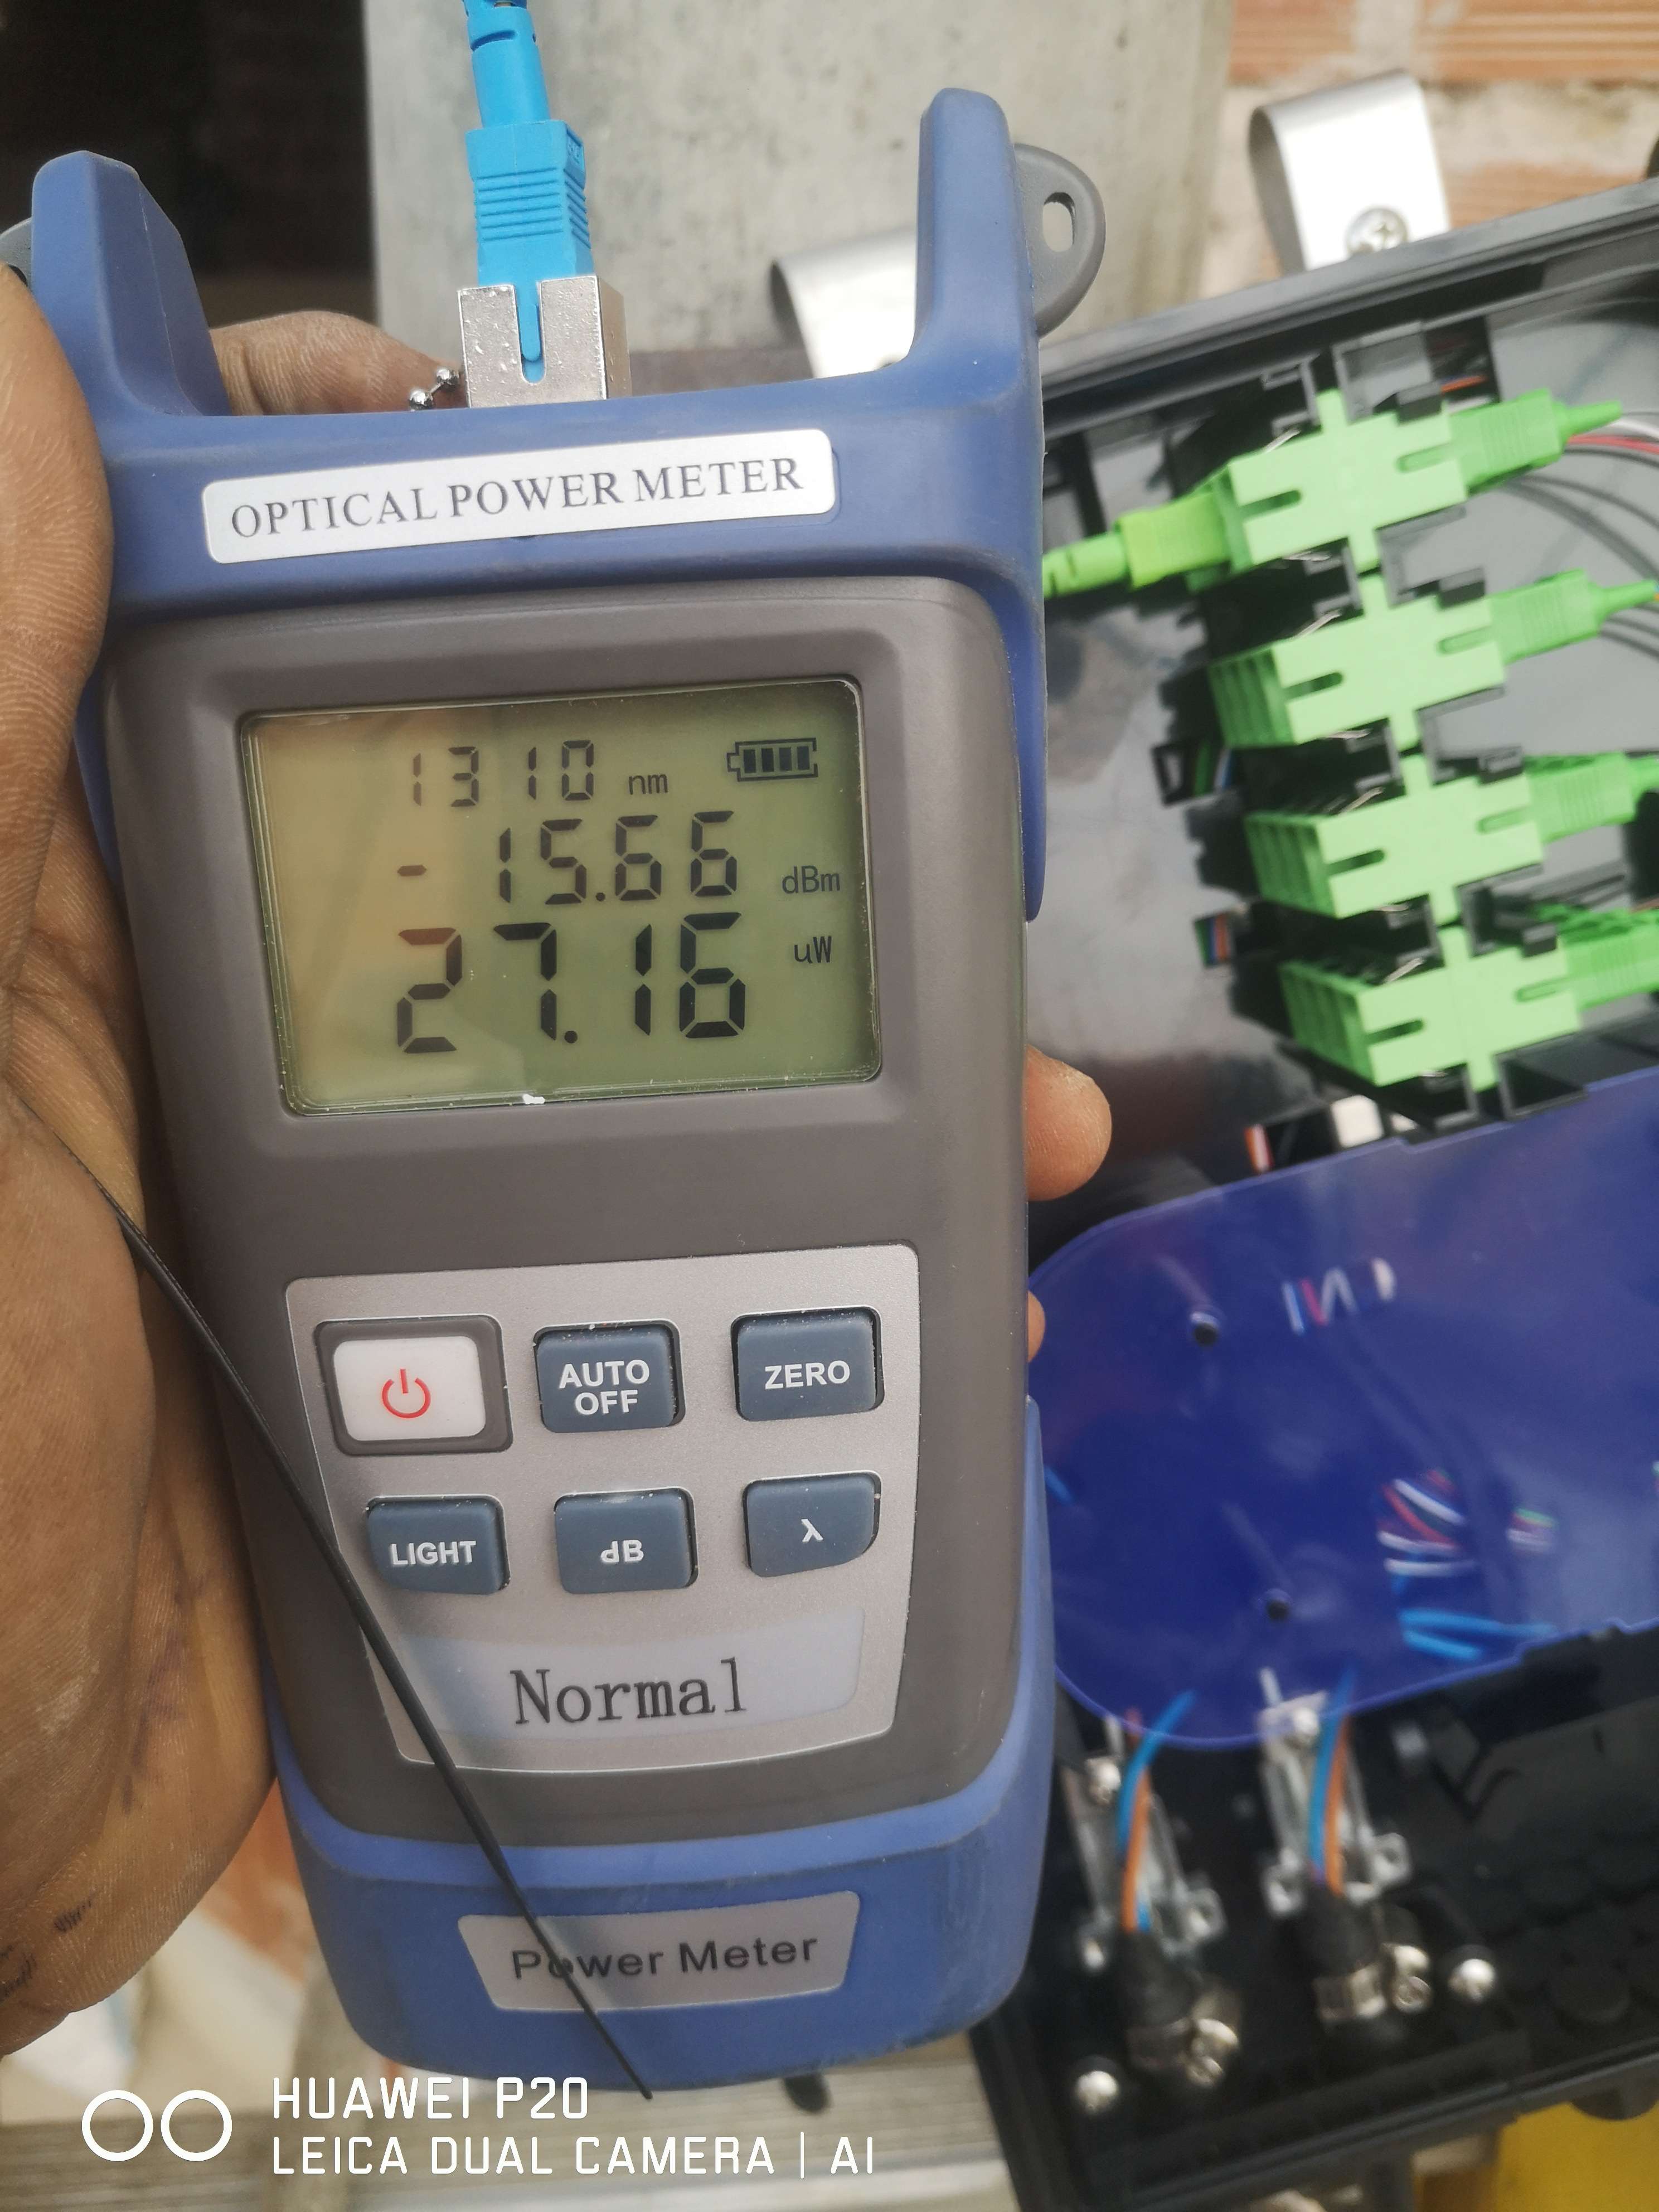 OPTICAL POWER METER
1310 nm
-15.66 dBm
27.16 uW
AUTO OFF
ZERO
LIGHT
dB
λ
Normal
Power Meter
HUAWEI P20
LEICA DUAL CAMERA | AI